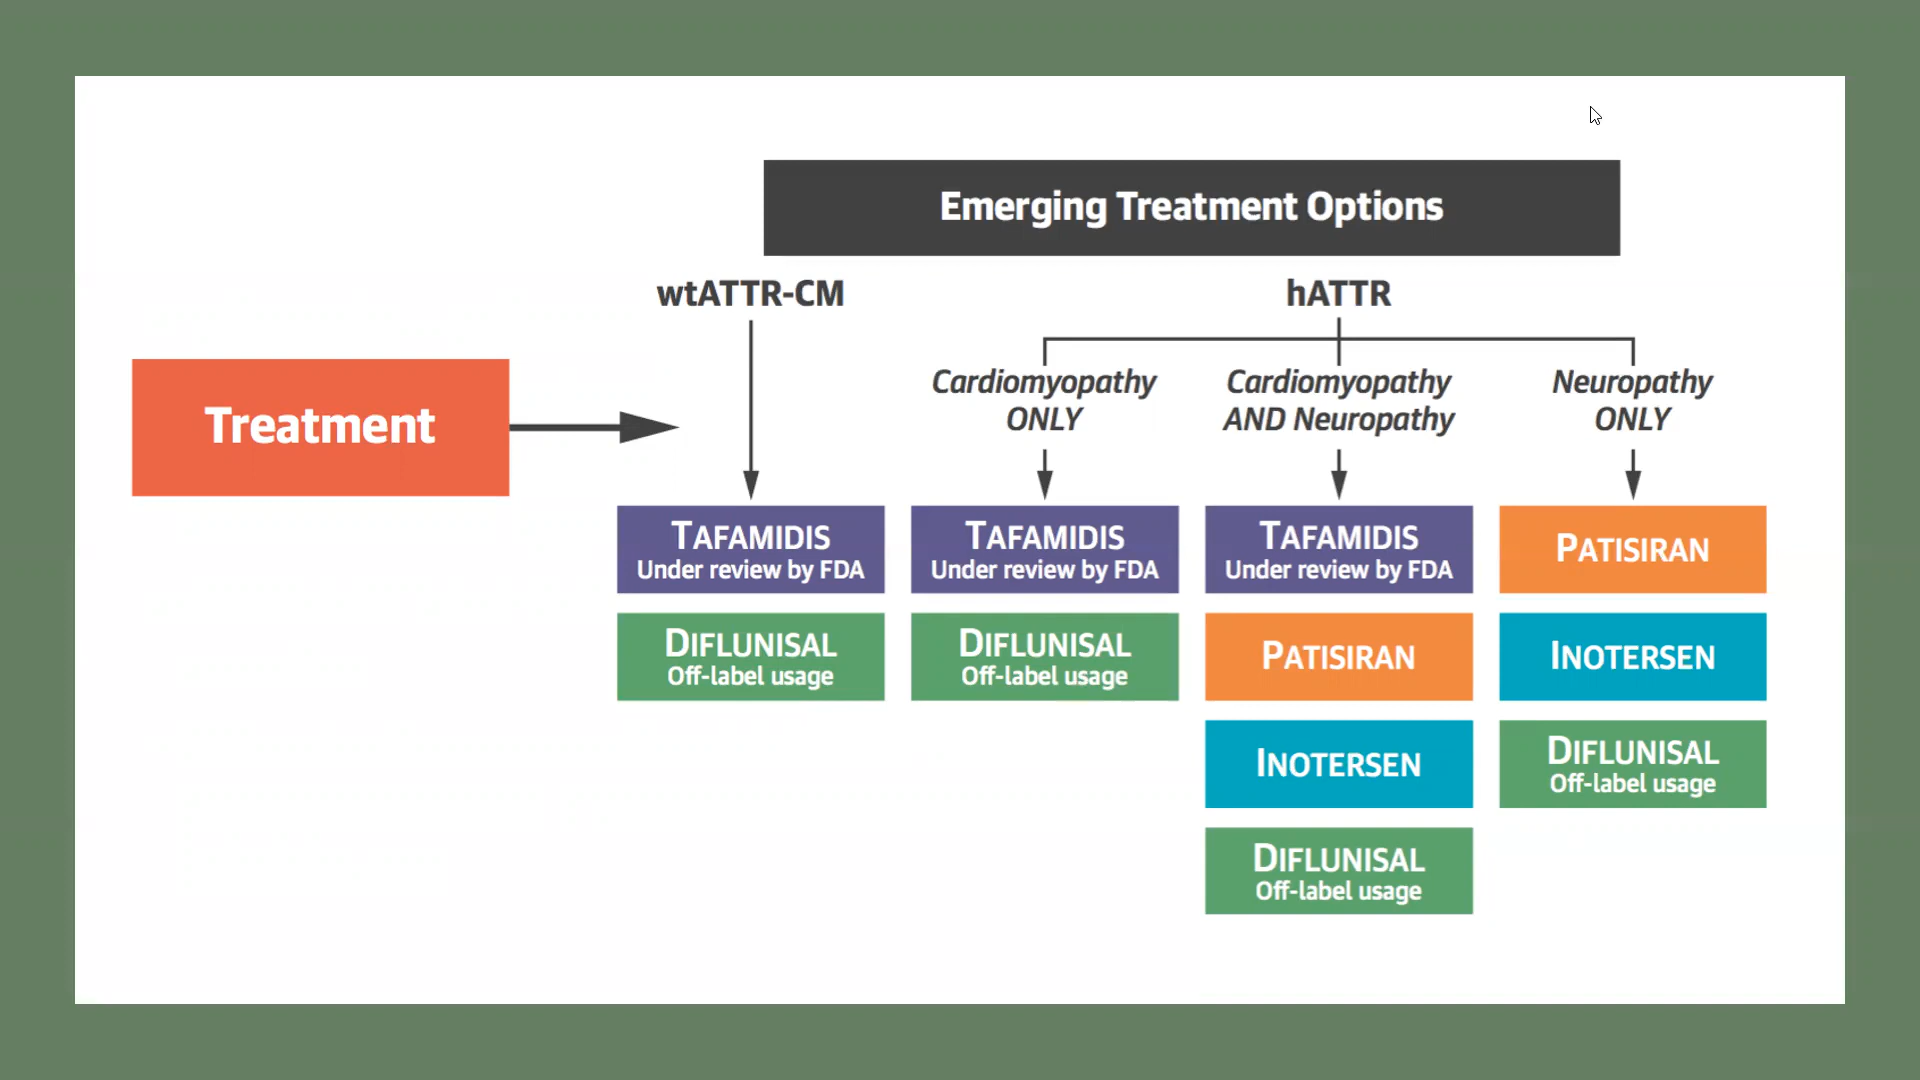 Emerging Treatment Options
wtATTR-CM
hATTR
Treatment
Cardiomyopathy
ONLY
Cardiomyopathy
AND Neuropathy
Neuropathy
ONLY
TAFAMIDIS
Under review by FDA
DIFLUNISAL
Off-label usage
TAFAMIDIS
Under review by FDA
DIFLUNISAL
Off-label usage
TAFAMIDIS
Under review by FDA
PATISIRAN
INOTERSEN
DIFLUNISAL
Off-label usage
PATISIRAN
INOTERSEN
DIFLUNISAL
Off-label usage